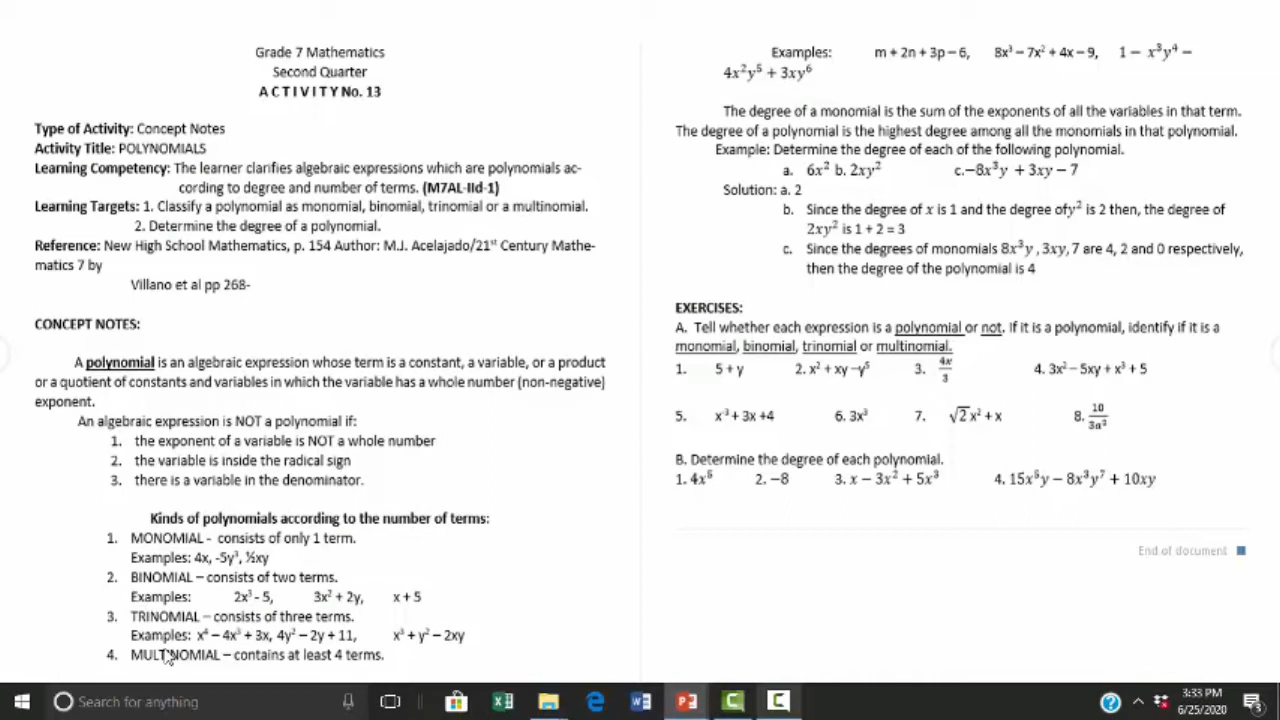 Grade 7 Mathematics
Second Quarter
A C T I V I T Y No. 13
Type of Activity: Concept Notes
Activity Title: POLYNOMIALS
Learning Competency: The learner clarifies algebraic expressions which are polynomials ac-
cording to degree and number of terms. (M7AL-IId-1)
Learning Targets: 1. Classify a polynomial as monomial, binomial, trinomial or a multinomial.
2. Determine the degree of a polynomial.
Reference: New High School Mathematics, p. 154 Author: M.J. Acelajado/21st Century Mathe-
matics 7 by
Villano et al pp 268-
CONCEPT NOTES:
A polynomial is an algebraic expression whose term is a constant, a variable, or a product
or a quotient of constants and variables in which the variable has a whole number (non-negative)
exponent.
An algebraic expression is NOT a polynomial if:
1. the exponent of a variable is NOT a whole number
2. the variable is inside the radical sign
3. there is a variable in the denominator.
Kinds of polynomials according to the number of terms:
1. MONOMIAL - consists of only 1 term.
Examples: 4x, -5y³, ½xy
2. BINOMIAL – consists of two terms.
Examples: 2x³ - 5, 3x² + 2y, x + 5
3. TRINOMIAL – consists of three terms.
Examples: x⁴ – 4x³ + 3x, 4y² – 2y + 11, x³ + y² – 2xy
4. MULTINOMIAL – contains at least 4 terms.
Examples: m + 2n + 3p – 6, 8x³ – 7x² + 4x – 9, 1 – x³y⁴ –
4x²y⁵ + 3xy⁶
The degree of a monomial is the sum of the exponents of all the variables in that term.
The degree of a polynomial is the highest degree among all the monomials in that polynomial.
Example: Determine the degree of each of the following polynomial.
a. 6x² b. 2xy² c.–8x³y + 3xy – 7
Solution: a. 2
b. Since the degree of x is 1 and the degree ofy² is 2 then, the degree of
2xy² is 1 + 2 = 3
c. Since the degrees of monomials 8x³y , 3xy, 7 are 4, 2 and 0 respectively,
then the degree of the polynomial is 4
EXERCISES:
A. Tell whether each expression is a polynomial or not. If it is a polynomial, identify if it is a
monomial, binomial, trinomial or multinomial.
1. 5 + y 2. x² + xy –y⁵ 3. 4x/3 4. 3x² – 5xy + x³ + 5
5. x³ + 3x +4 6. 3x³ 7. √2x² + x 8. 10/3a²
B. Determine the degree of each polynomial.
1. 4x⁵ 2. –8 3. x – 3x² + 5x³ 4. 15x⁵y – 8x³y⁷ + 10xy
End of document
Search for anything
3:33 PM
6/25/2020
3